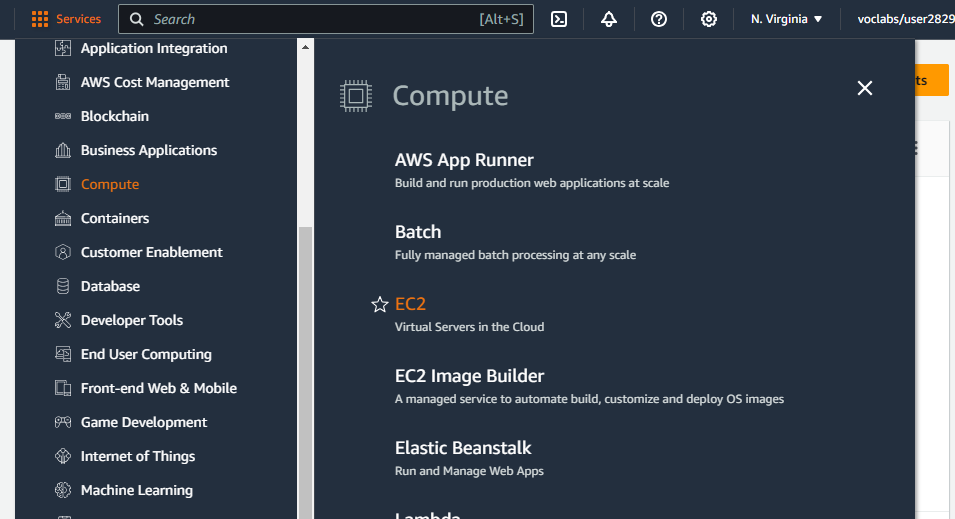 Services
Search
[Alt+S]
N. Virginia
voclabs/user2829
Application Integration
AWS Cost Management
Blockchain
Business Applications
Compute
Containers
Customer Enablement
Database
Developer Tools
End User Computing
Front-end Web & Mobile
Game Development
Internet of Things
Machine Learning
Compute
AWS App Runner
Build and run production web applications at scale
Batch
Fully managed batch processing at any scale
EC2
Virtual Servers in the Cloud
EC2 Image Builder
A managed service to automate build, customize and deploy OS images
Elastic Beanstalk
Run and Manage Web Apps
Lambda
ts